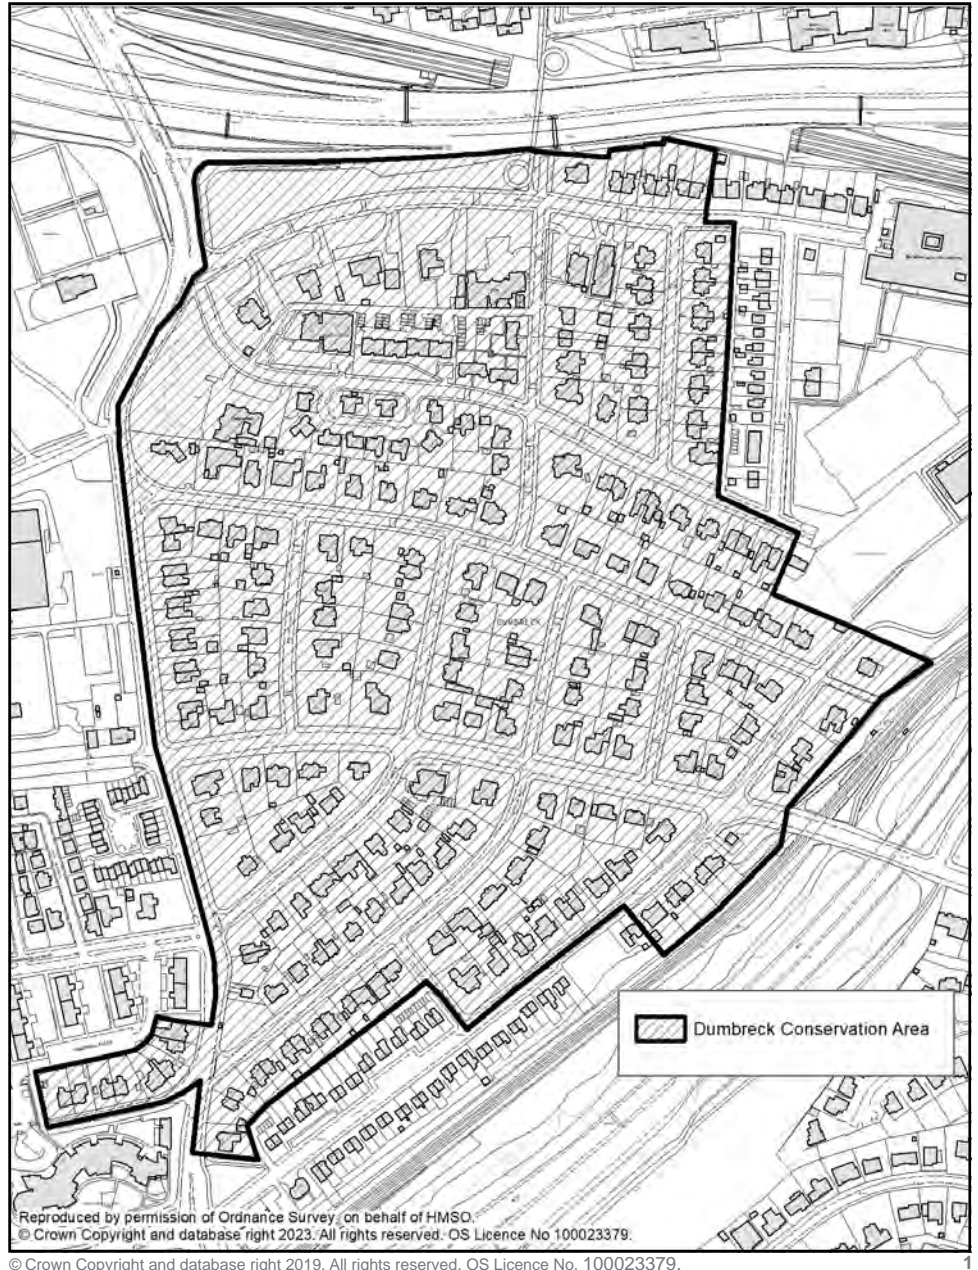 DUMBRECK
Dumbreck Conservation Area
Reproduced by permission of Ordnance Survey, on behalf of HMSO.
© Crown Copyright and database right 2023. All rights reserved. OS Licence No 100023379.
© Crown Copyright and database right 2019. All rights reserved. OS Licence No. 100023379.
1